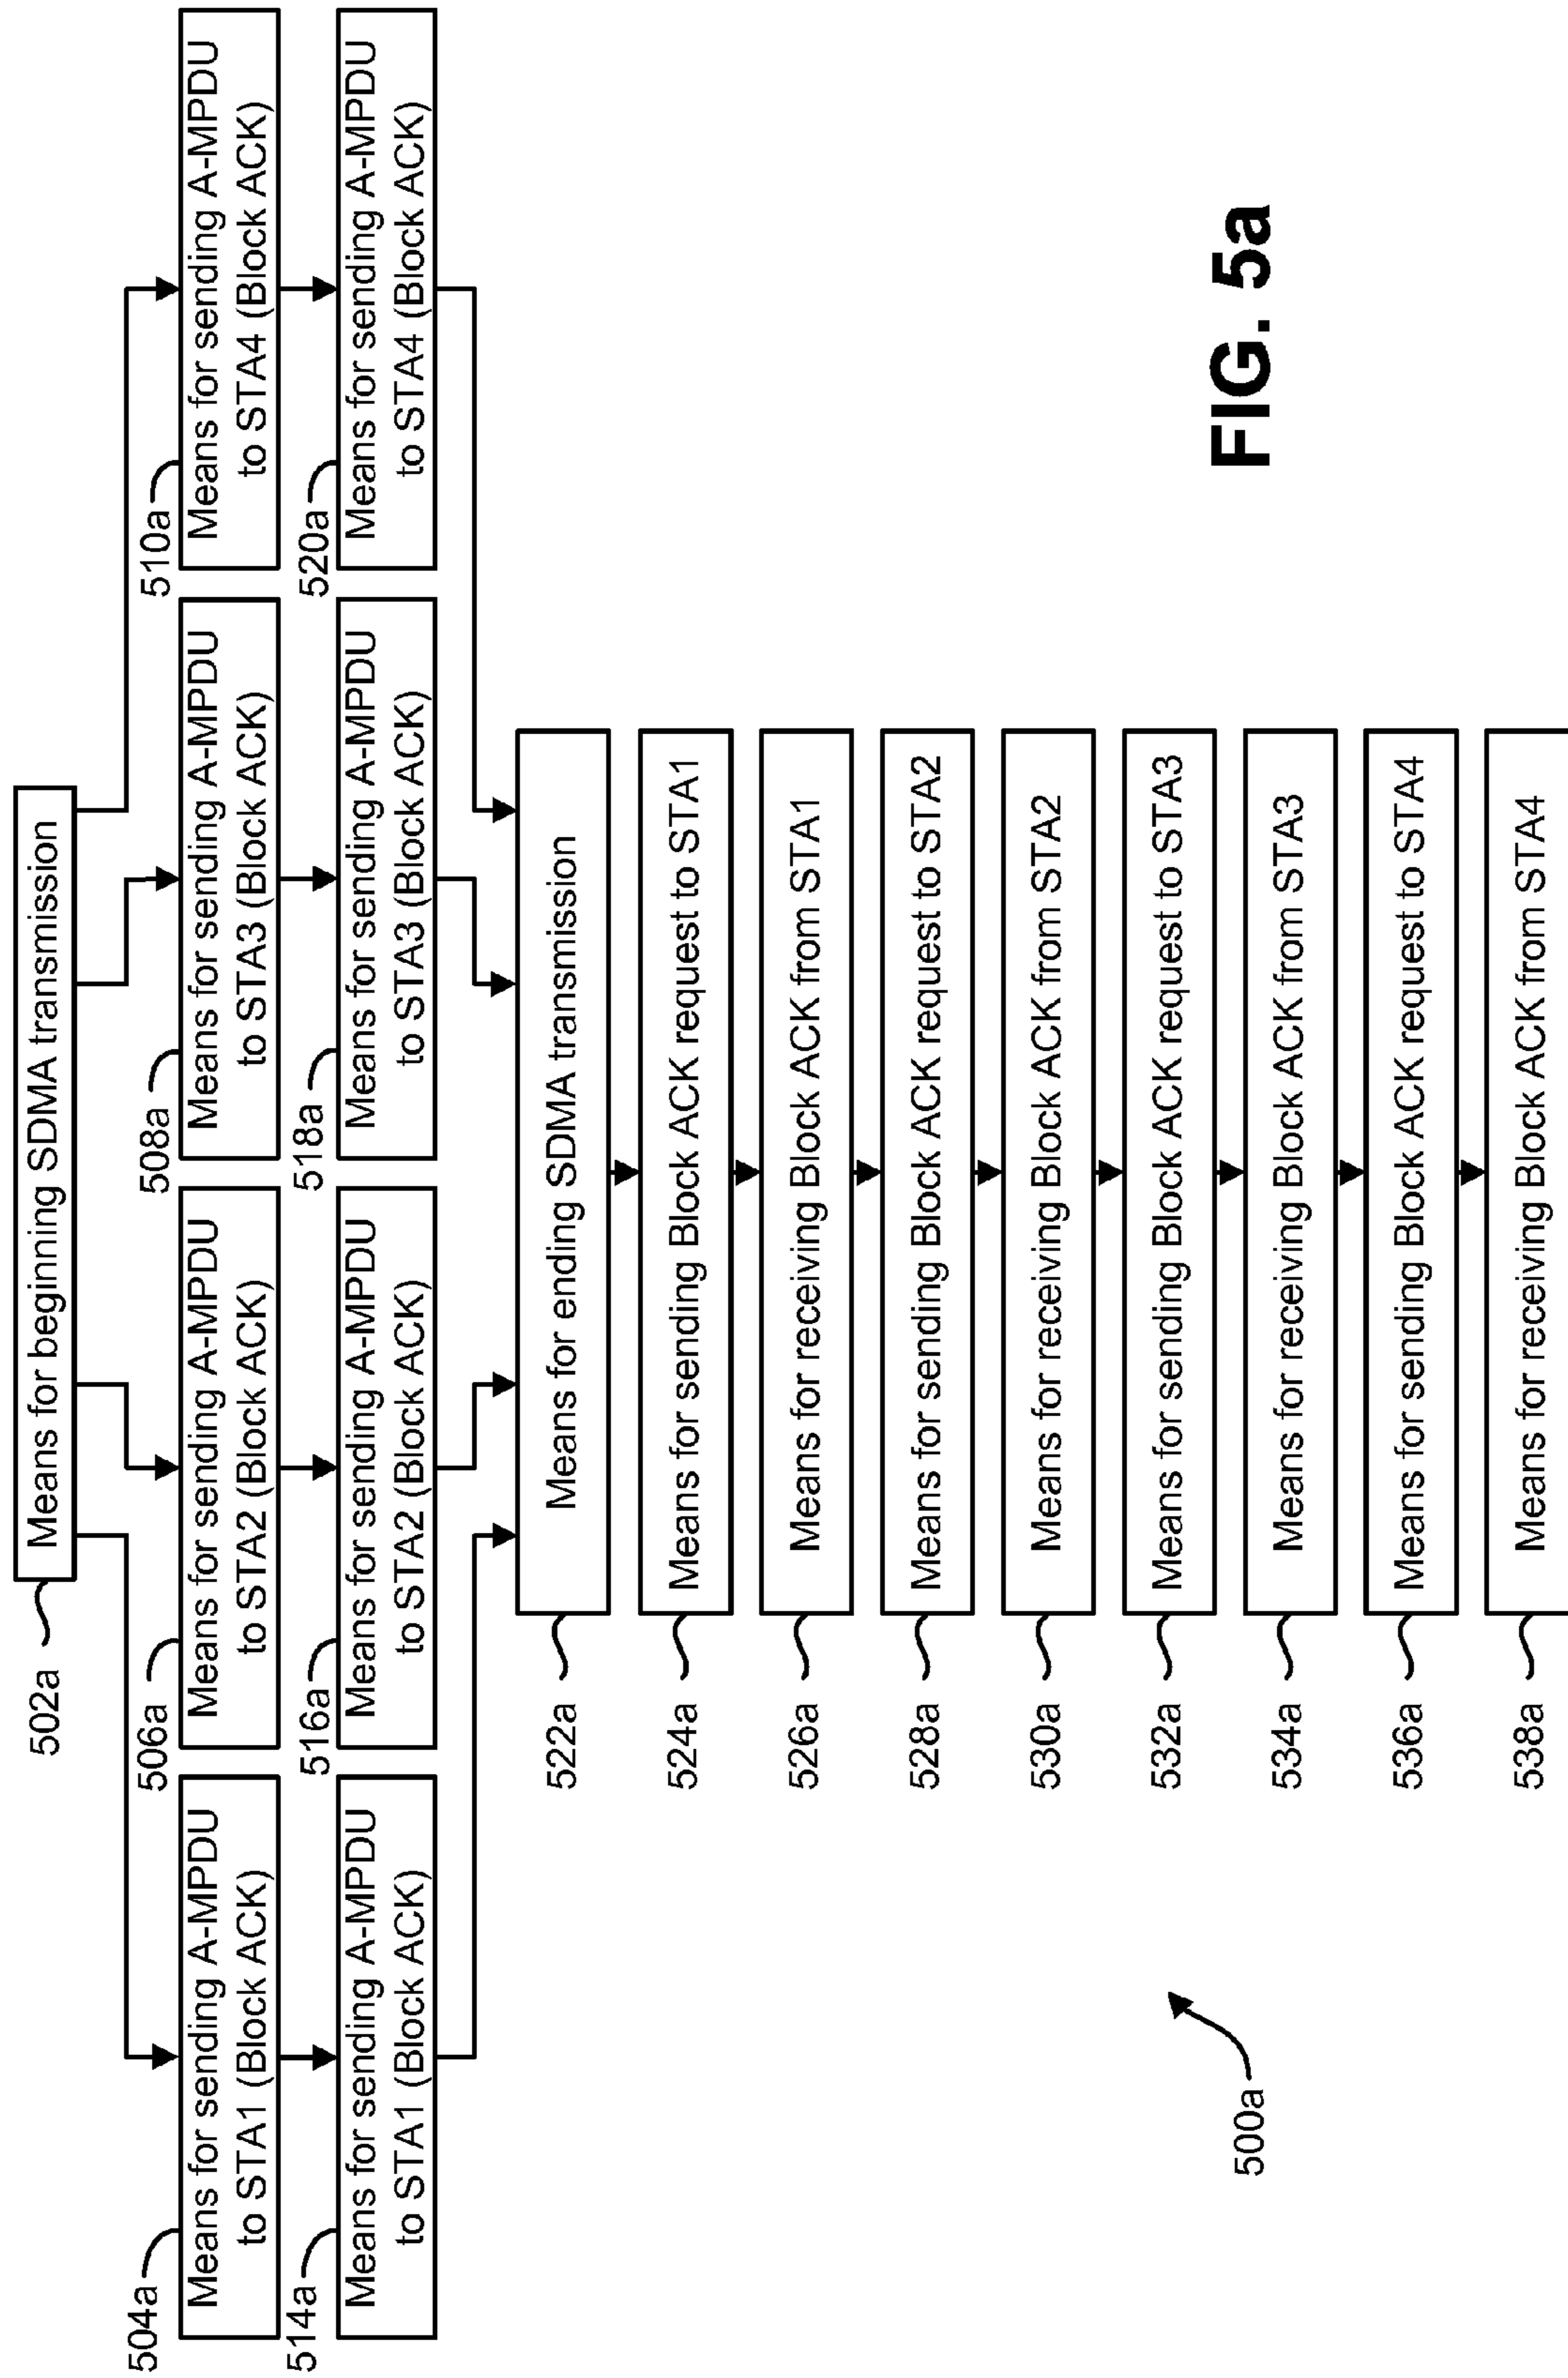 502a
Means for beginning SDMA transmission
504a
Means for sending A-MPDU
to STA1 (Block ACK)
506a
Means for sending A-MPDU
to STA2 (Block ACK)
508a
Means for sending A-MPDU
to STA3 (Block ACK)
510a
Means for sending A-MPDU
to STA4 (Block ACK)
514a
Means for sending A-MPDU
to STA1 (Block ACK)
516a
Means for sending A-MPDU
to STA2 (Block ACK)
518a
Means for sending A-MPDU
to STA3 (Block ACK)
520a
Means for sending A-MPDU
to STA4 (Block ACK)
522a
Means for ending SDMA transmission
524a
Means for sending Block ACK request to STA1
526a
Means for receiving Block ACK from STA1
528a
Means for sending Block ACK request to STA2
530a
Means for receiving Block ACK from STA2
532a
Means for sending Block ACK request to STA3
534a
Means for receiving Block ACK from STA3
536a
Means for sending Block ACK request to STA4
538a
Means for receiving Block ACK from STA4
500a
FIG. 5a